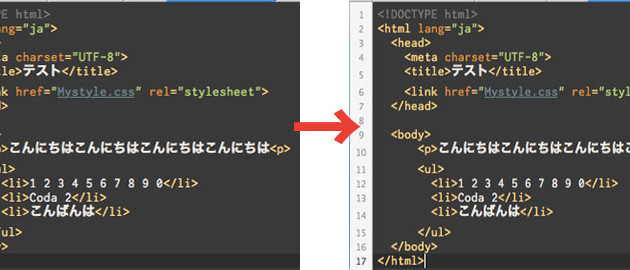 PE html>
ng="ja">
>
a charset="UTF-8">
tle>テスト</title>
nk href="Mystyle.css" rel="stylesheet">
d>
>
p>こんにちはこんにちはこんにちはこんにちは<p>
ul>
<li>1 2 3 4 5 6 7 8 9 0</li>
<li>Coda 2</li>
<li>こんばんは</li>
/ul>
>
1 <!DOCTYPE html>
2 <html lang="ja">
3 <head>
4 <meta charset="UTF-8">
5 <title>テスト</title>
6 <link href="Mystyle.css" rel="sty
7 </head>
8
9 <body>
10 <p>こんにちはこんにちはこんにちはこ
11 <ul>
12 <li>1 2 3 4 5 6 7 8 9 0</li>
13 <li>Coda 2</li>
14 <li>こんばんは</li>
15 </ul>
16 </body>
17 </html>